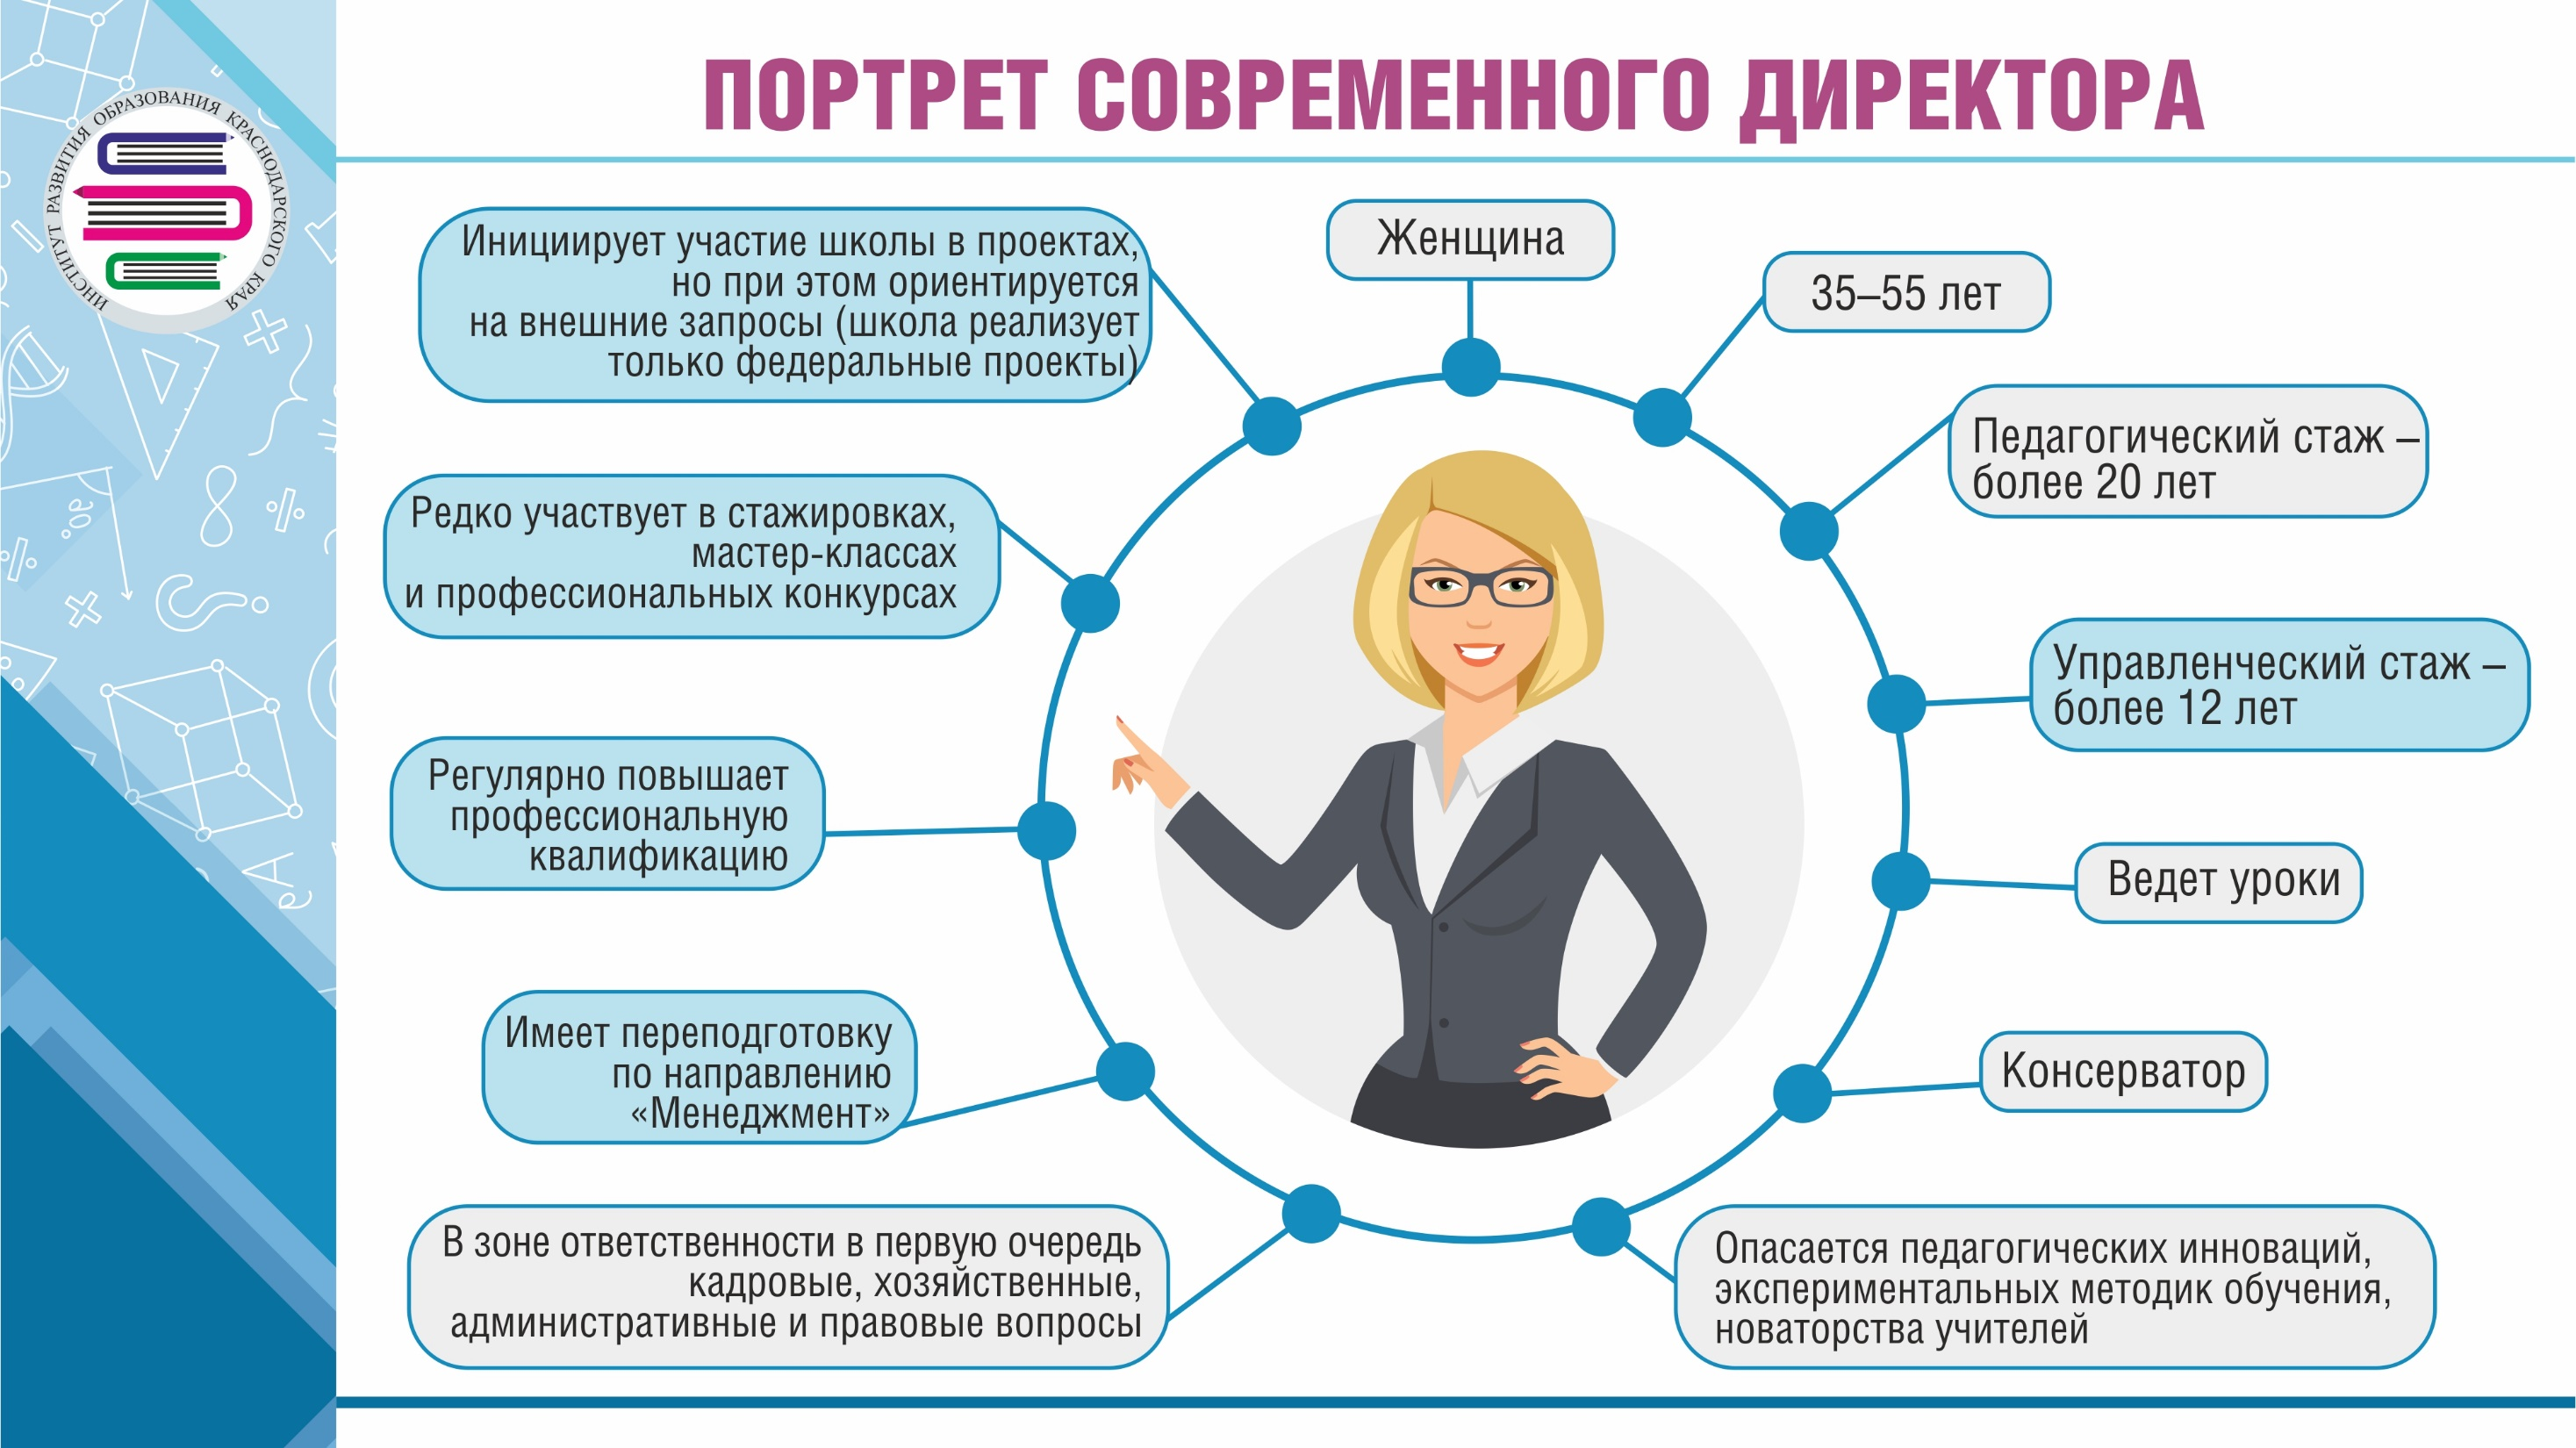 ИНСТИТУТ РАЗВИТИЯ ОБРАЗОВАНИЯ КРАСНОДАРСКОГО КРАЯ
ПОРТРЕТ СОВРЕМЕННОГО ДИРЕКТОРА
Женщина
35–55 лет
Педагогический стаж –
более 20 лет
Управленческий стаж –
более 12 лет
Ведет уроки
Консерватор
Опасается педагогических инноваций,
экспериментальных методик обучения,
новаторства учителей
В зоне ответственности в первую очередь
кадровые, хозяйственные,
административные и правовые вопросы
Имеет переподготовку
по направлению
«Менеджмент»
Регулярно повышает
профессиональную
квалификацию
Редко участвует в стажировках,
мастер-классах
и профессиональных конкурсах
Инициирует участие школы в проектах,
но при этом ориентируется
на внешние запросы (школа реализует
только федеральные проекты)